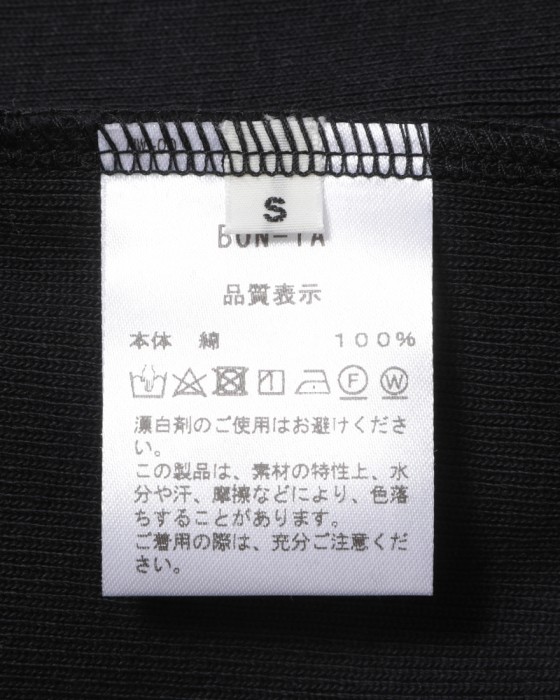 S
BON-YA
品質表示
本体 綿 100%
F W
漂白剤のご使用はお避けくださ
い。
この製品は、素材の特性上、水
分や汗、摩擦などにより、色落
ちすることがあります。
ご着用の際は、充分ご注意くだ
さい。